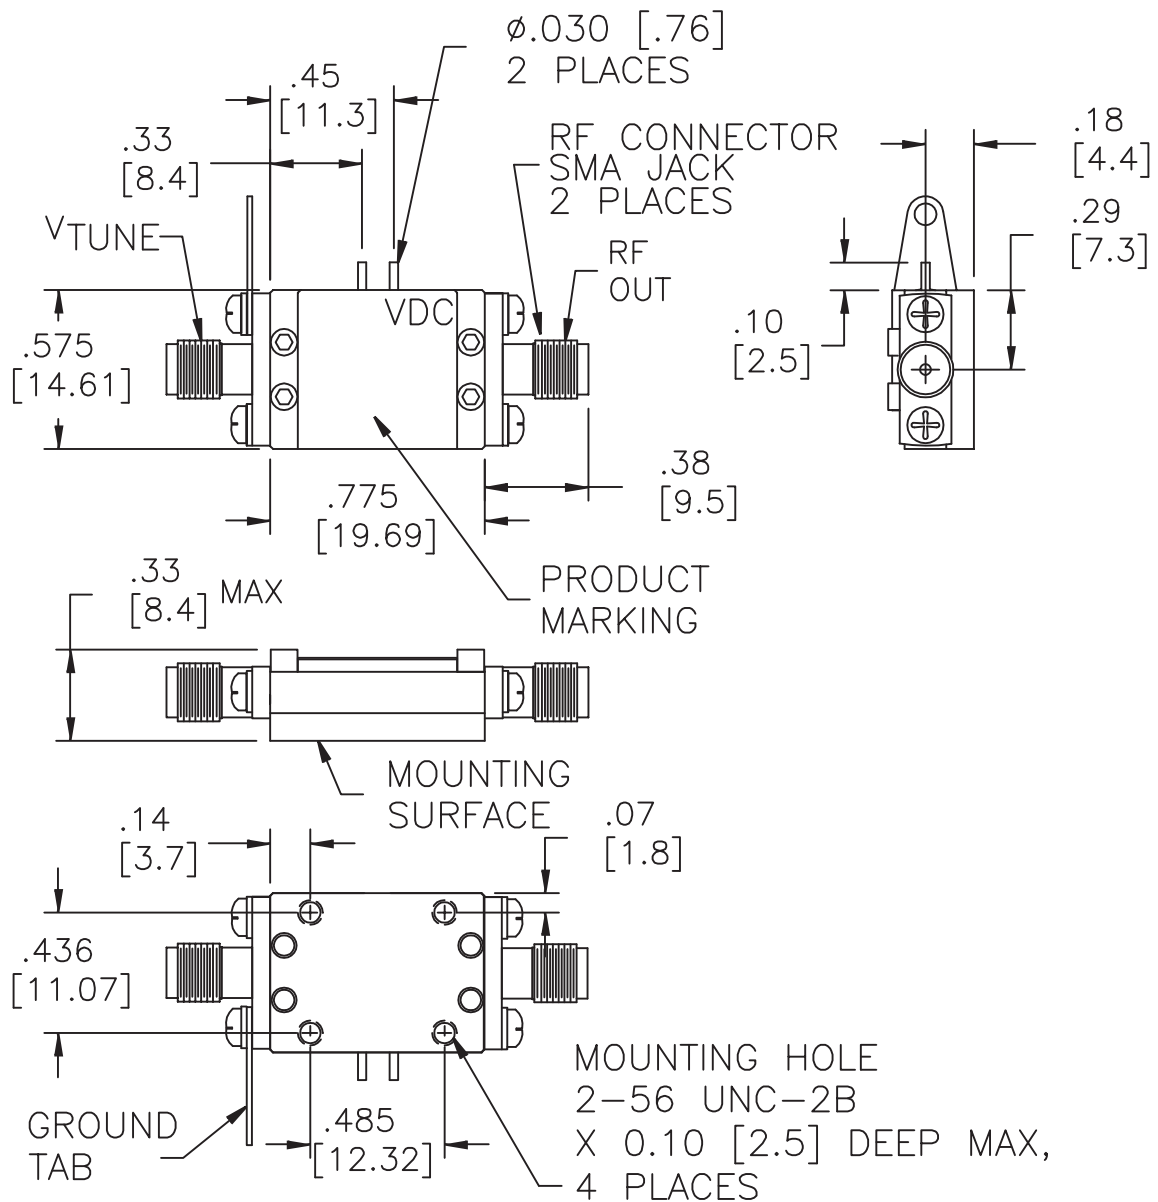 ⌀.030 [.76]
2 PLACES
.45
[11.3]
.33
[8.4]
RF CONNECTOR
SMA JACK
2 PLACES
.18
[4.4]
.29
[7.3]
VTUNE
RF
OUT
VDC
.10
[2.5]
.575
[14.61]
.38
[9.5]
.775
[19.69]
PRODUCT
MARKING
.33
[8.4] MAX
MOUNTING
SURFACE
.14
[3.7]
.07
[1.8]
.436
[11.07]
MOUNTING HOLE
2-56 UNC-2B
X 0.10 [2.5] DEEP MAX,
4 PLACES
GROUND
TAB
.485
[12.32]